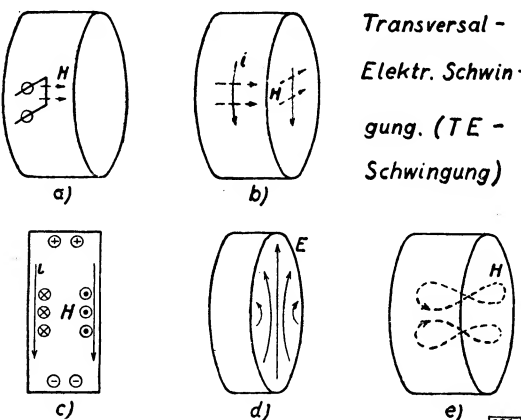 Transversal -
Elektr. Schwin-
gung. (TE -
Schwingung)
H
a)
i
H
b)
i
H
c)
E
d)
H
e)